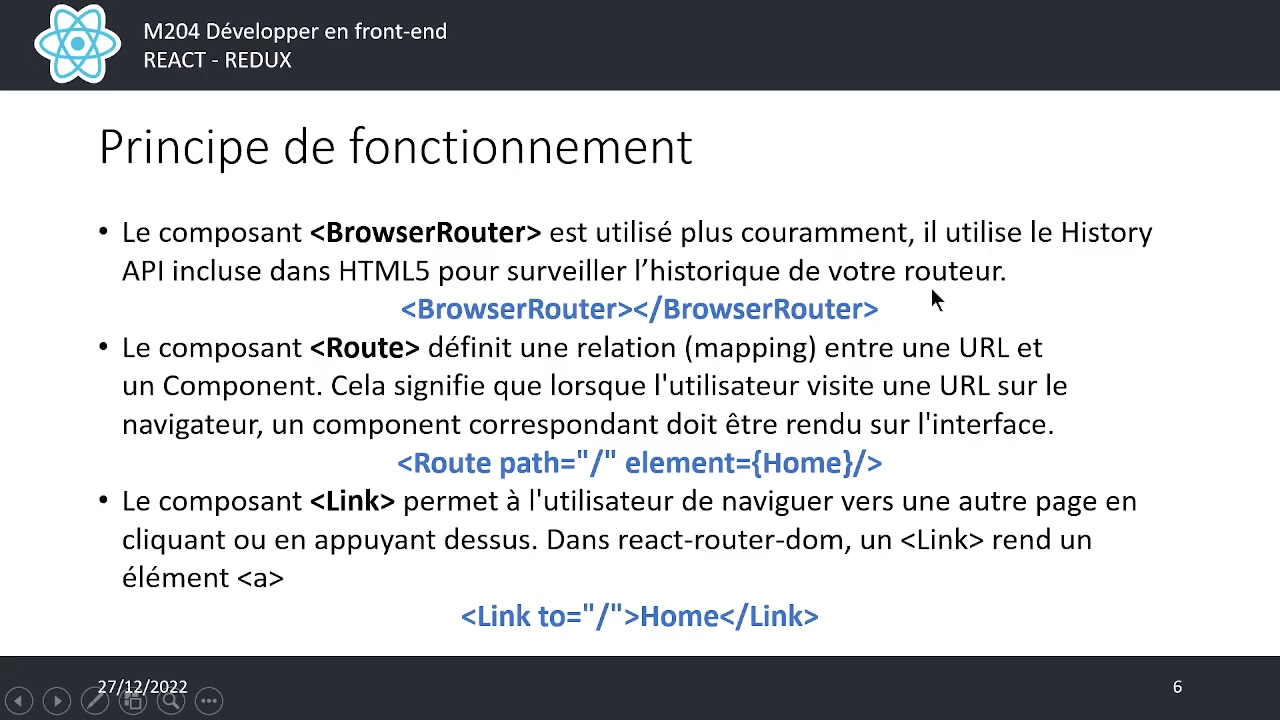 M204 Développer en front-end
REACT - REDUX
Principe de fonctionnement
• Le composant <BrowserRouter> est utilisé plus couramment, il utilise le History
API incluse dans HTML5 pour surveiller l’historique de votre routeur.
<BrowserRouter></BrowserRouter>
• Le composant <Route> définit une relation (mapping) entre une URL et
un Component. Cela signifie que lorsque l'utilisateur visite une URL sur le
navigateur, un component correspondant doit être rendu sur l'interface.
<Route path="/" element={Home}/>
• Le composant <Link> permet à l'utilisateur de naviguer vers une autre page en
cliquant ou en appuyant dessus. Dans react-router-dom, un <Link> rend un
élément <a>
<Link to="/">Home</Link>
27/12/2022
6